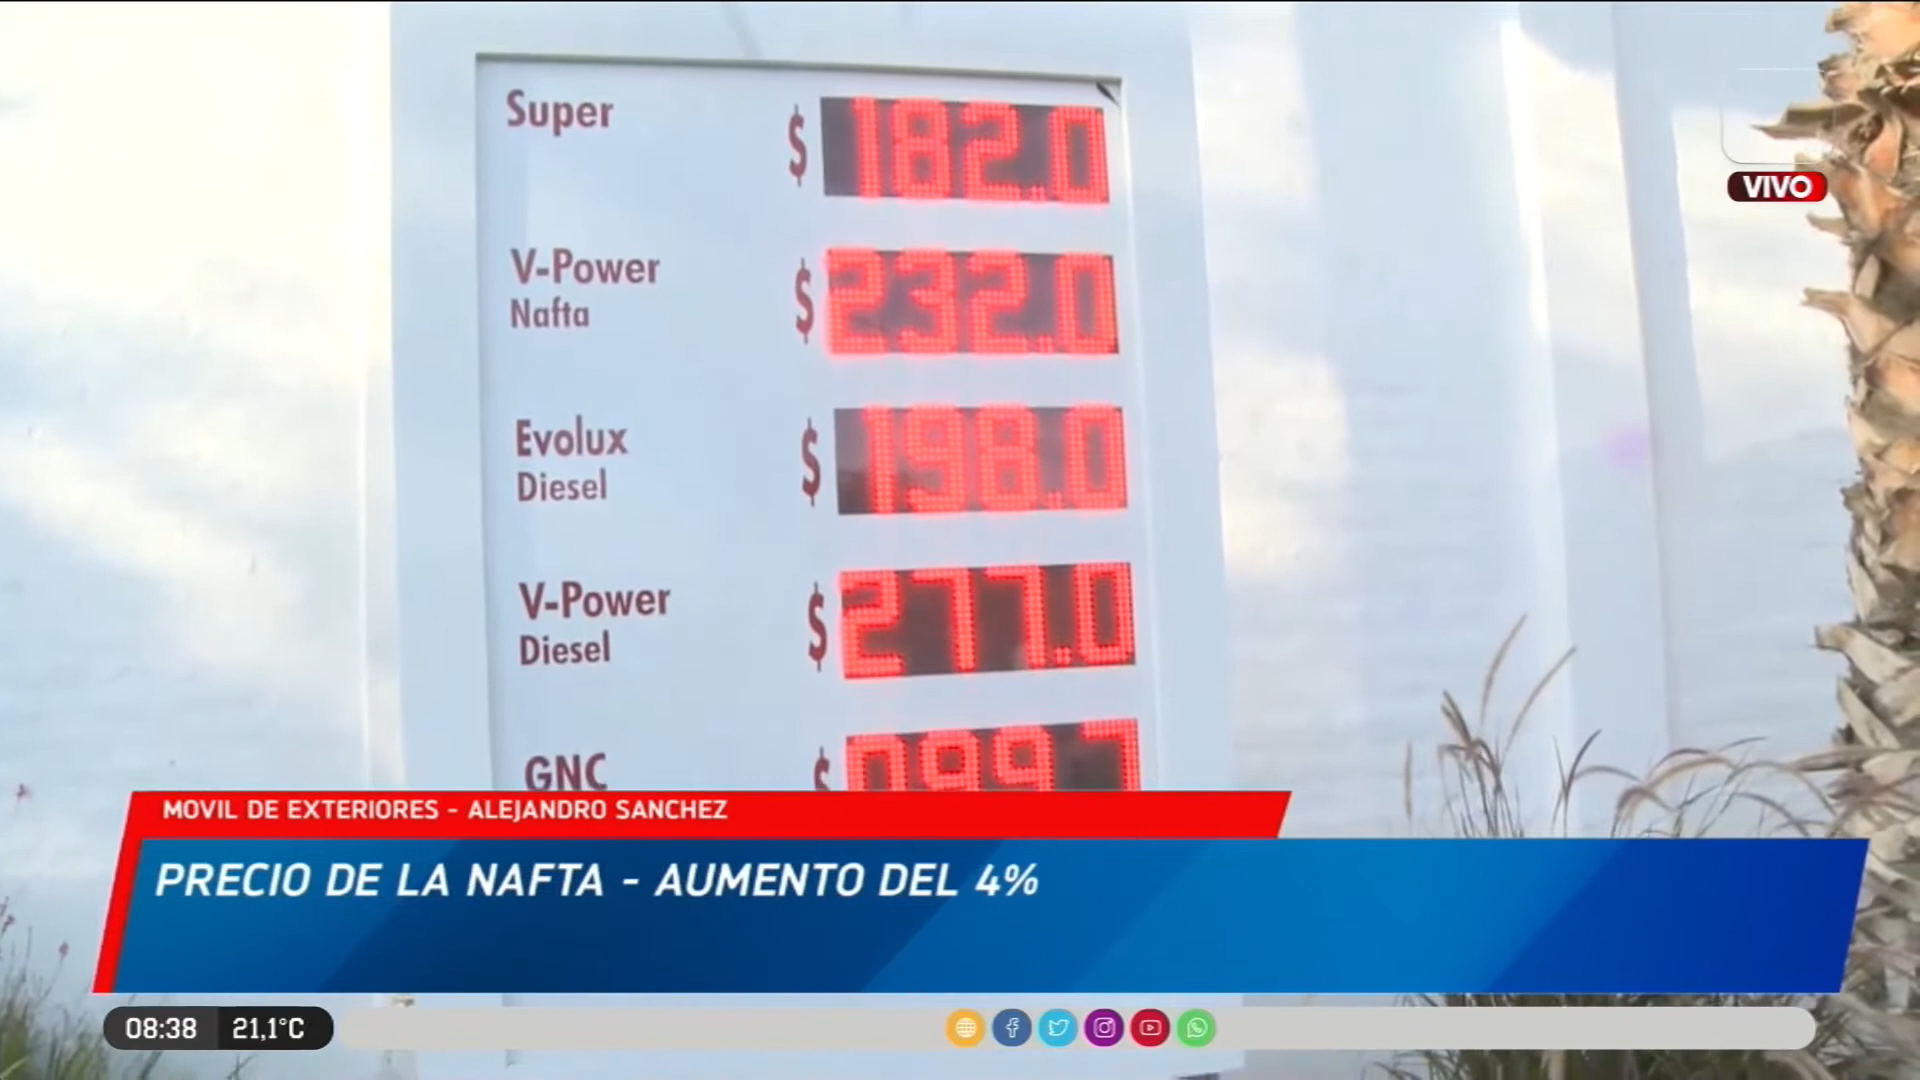 Super $ 182.0
V-Power
Nafta
$ 232.0
Evolux
Diesel
$ 198.0
V-Power
Diesel
$ 277.0
GNC $
VIVO
MOVIL DE EXTERIORES - ALEJANDRO SANCHEZ
PRECIO DE LA NAFTA - AUMENTO DEL 4%
08:38 21,1°C